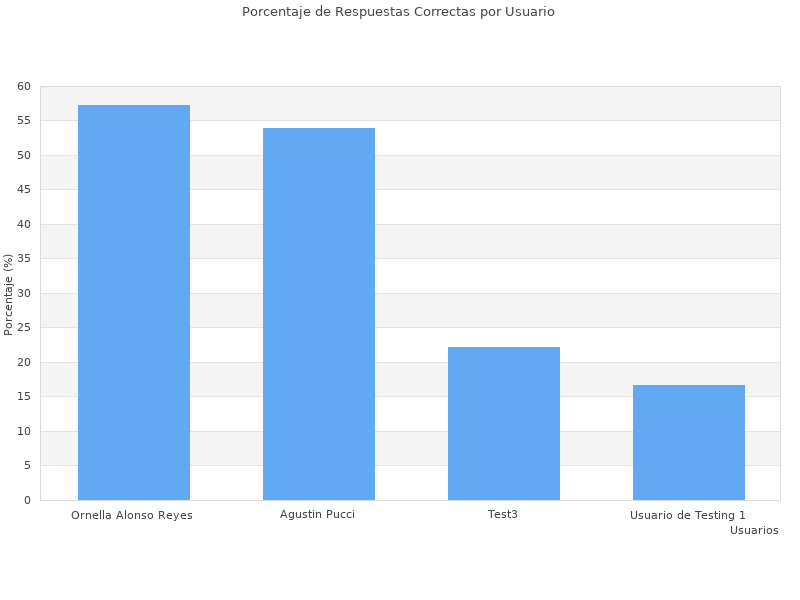 Porcentaje de Respuestas Correctas por Usuario
Porcentaje (%)
60
55
50
45
40
35
30
25
20
15
10
5
0
Ornella Alonso Reyes
Agustin Pucci
Test3
Usuario de Testing 1
Usuarios